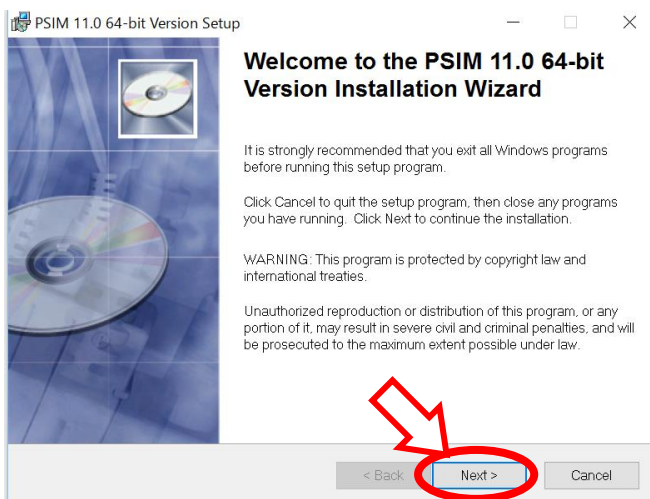 PSIM 11.0 64-bit Version Setup
Welcome to the PSIM 11.0 64-bit
Version Installation Wizard
It is strongly recommended that you exit all Windows programs
before running this setup program.
Click Cancel to quit the setup program, then close any programs
you have running. Click Next to continue the installation.
WARNING: This program is protected by copyright law and
international treaties.
Unauthorized reproduction or distribution of this program, or any
portion of it, may result in severe civil and criminal penalties, and will
be prosecuted to the maximum extent possible under law.
< Back Next > Cancel